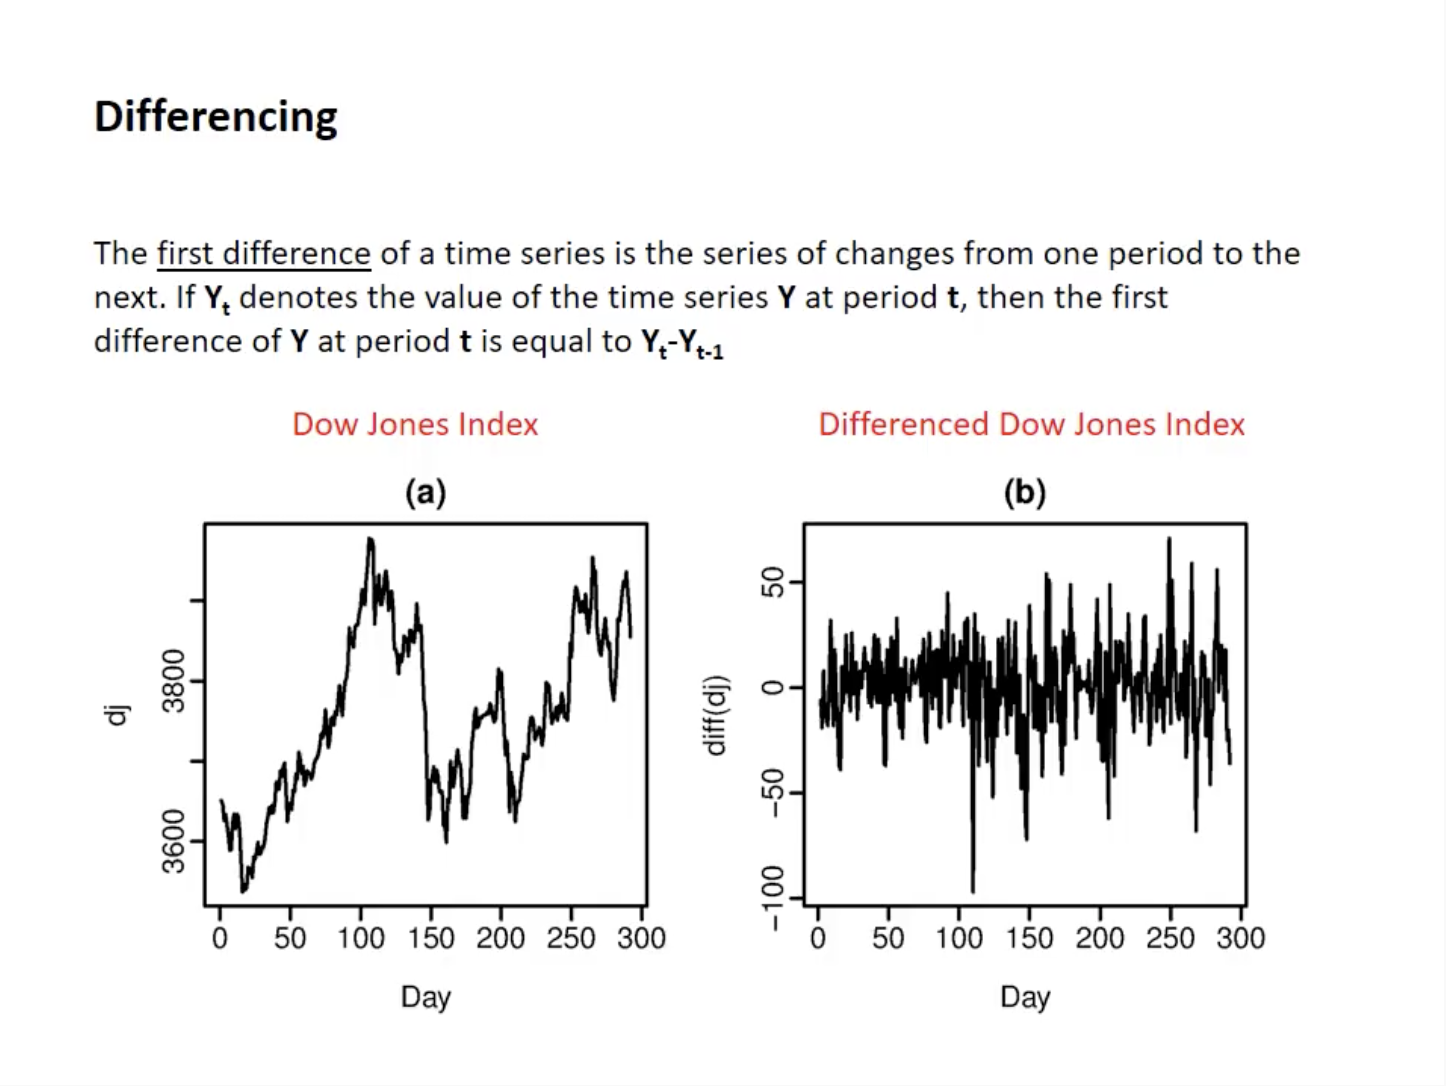 Differencing
The first difference of a time series is the series of changes from one period to the
next. If Yt denotes the value of the time series Y at period t, then the first
difference of Y at period t is equal to Yt-Yt-1
Dow Jones Index
Differenced Dow Jones Index
(a)
dj
3800
3600
0 50 100 150 200 250 300
Day
(b)
diff(dj)
50
0
−50
−100
0 50 100 150 200 250 300
Day